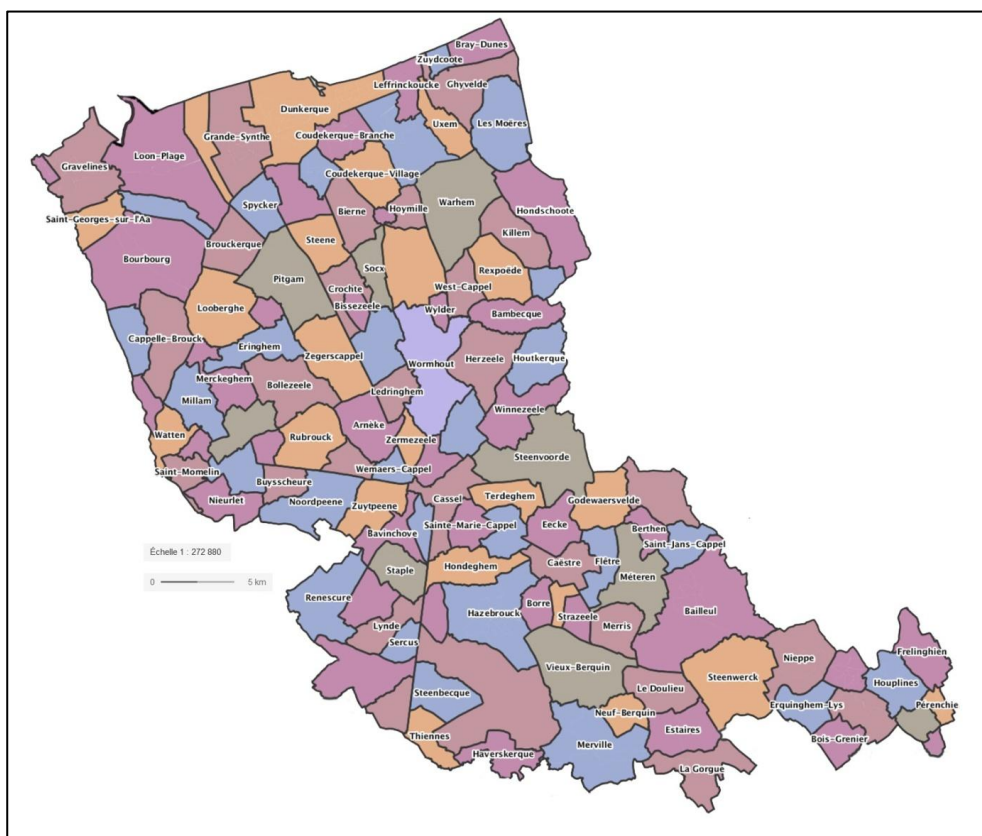 Bray-Dunes
Zuydcoote
Leffrinckoucke
Ghyvelde
Dunkerque
Uxem
Les Moëres
Grande-Synthe
Coudekerque-Branche
Loon-Plage
Gravelines
Coudekerque-Village
Warhem
Spycker
Bierne
Hoymille
Hondschoote
Saint-Georges-sur-l'Aa
Killem
Brouckerque
Steene
Bourbourg
Socx
Rexpoëde
Pitgam
Crochte
West-Cappel
Bissezeele
Looberghe
Wylder
Bambecque
Cappelle-Brouck
Eringhem
Zegerscappel
Wormhout
Herzeele
Houtkerque
Merckeghem
Bollezeele
Ledringhem
Millam
Winnezeele
Arnèke
Watten
Rubrouck
Zermezeele
Steenvoorde
Saint-Momelin
Wemaers-Cappel
Buysscheure
Nieurlet
Noordpeene
Zuytpeene
Cassel
Terdeghem
Godewaersvelde
Sainte-Marie-Cappel
Eecke
Berthen
Bavinchove
Saint-Jans-Cappel
Échelle 1 : 272 880
Staple
Hondeghem
Caëstre
Flêtre
Méteren
0 5 km
Renescure
Hazebrouck
Borre
Strazeele
Bailleul
Lynde
Merris
Sercus
Frelinghien
Nieppe
Vieux-Berquin
Steenwerck
Houplines
Steenbecque
Le Doulieu
Erquinghem-Lys
Pérenchie
Neuf-Berquin
Thiennes
Estaires
Bois-Grenier
Merville
Haverskerque
La Gorgue